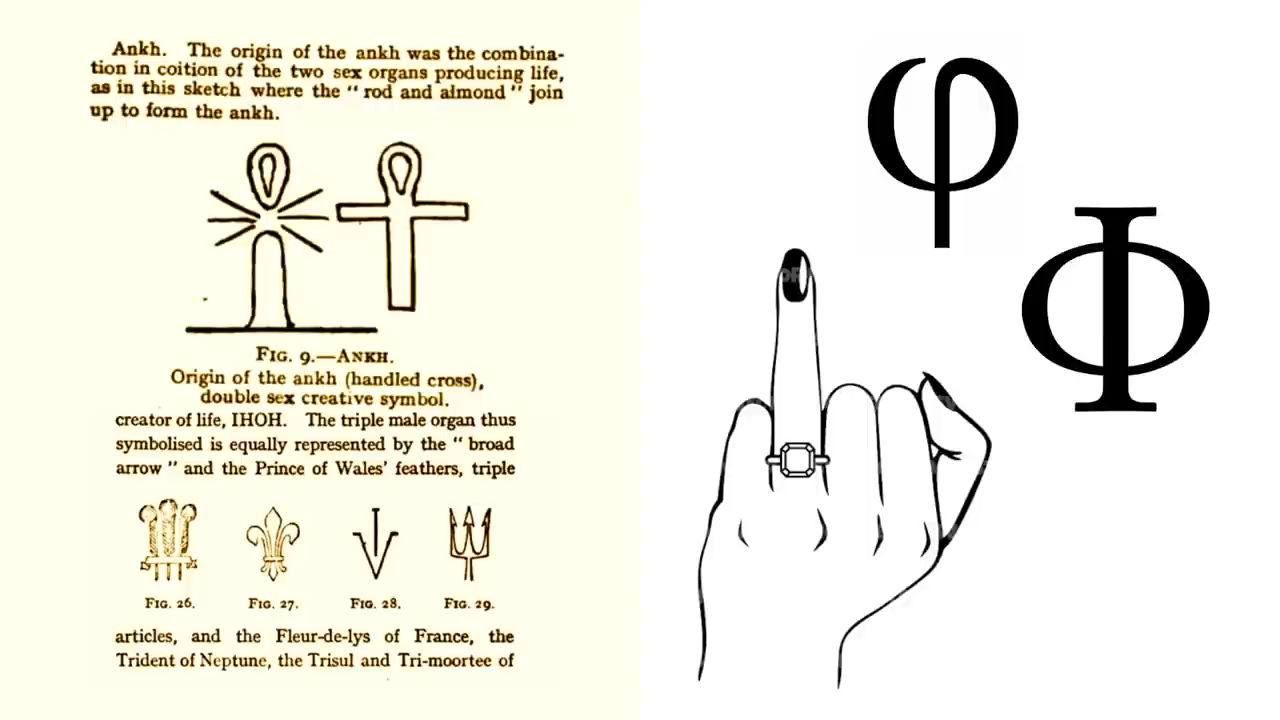 Ankh. The origin of the ankh was the combina-
tion in coition of the two sex organs producing life,
as in this sketch where the “ rod and almond ” join
up to form the ankh.
Fig. 9.—Ankh.
Origin of the ankh (handled cross),
double sex creative symbol.
creator of life, IHOH. The triple male organ thus
symbolised is equally represented by the “ broad
arrow ” and the Prince of Wales’ feathers, triple
Fig. 26. Fig. 27. Fig. 28. Fig. 29.
articles, and the Fleur-de-lys of France, the
Trident of Neptune, the Trisul and Tri-moortee of
φ
Φ